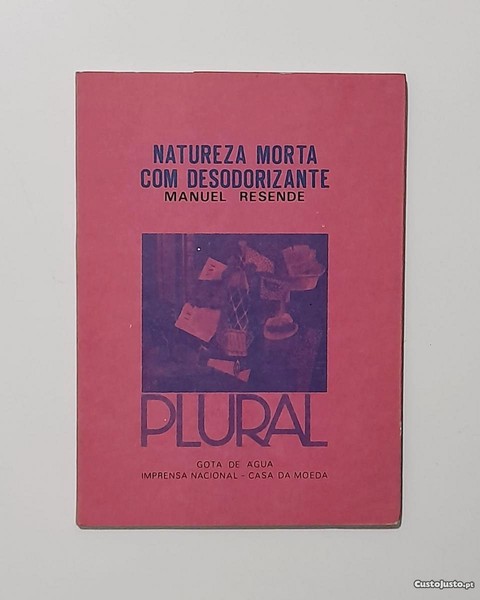 NATUREZA MORTA
COM DESODORIZANTE
MANUEL RESENDE
PLURAL
GOTA DE AGUA
IMPRENSA NACIONAL - CASA DA MOEDA
CustoJusto.pt